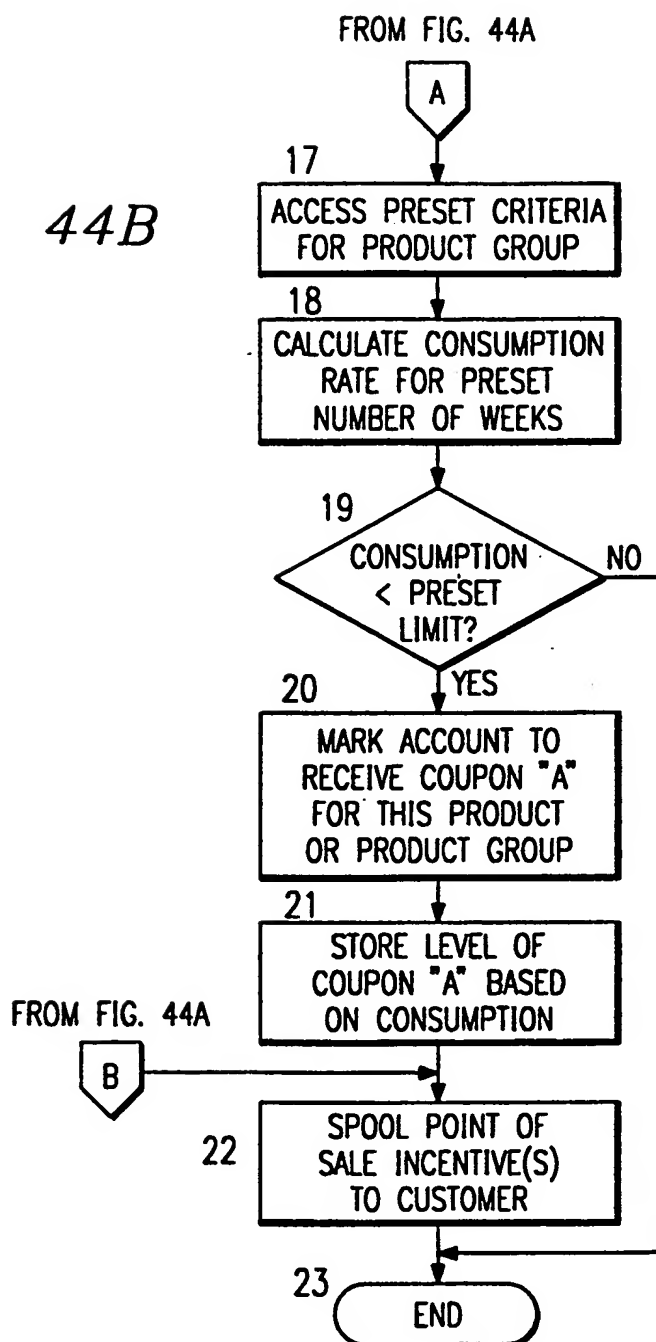 FROM FIG. 44A
A
44B
17
ACCESS PRESET CRITERIA
FOR PRODUCT GROUP
18
CALCULATE CONSUMPTION
RATE FOR PRESET
NUMBER OF WEEKS
19
CONSUMPTION
< PRESET
LIMIT?
NO
YES
20
MARK ACCOUNT TO
RECEIVE COUPON "A"
FOR THIS PRODUCT
OR PRODUCT GROUP
21
STORE LEVEL OF
COUPON "A" BASED
ON CONSUMPTION
FROM FIG. 44A
B
22
SPOOL POINT OF
SALE INCENTIVE(S)
TO CUSTOMER
23
END